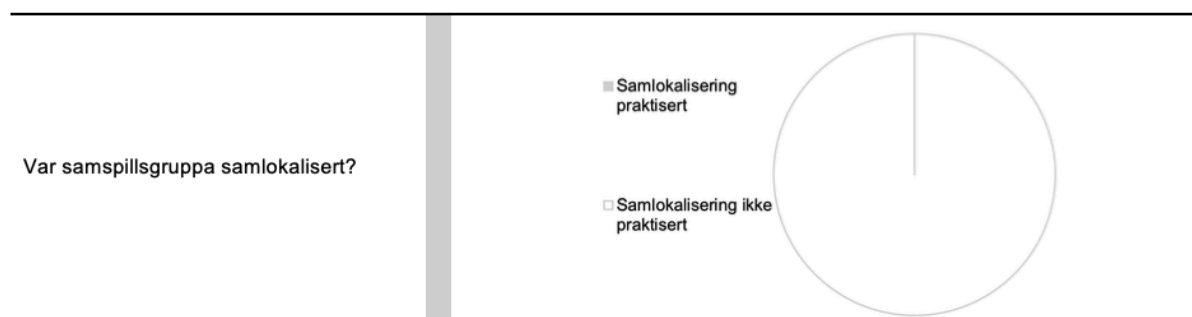 Var samspillsgruppa samlokalisert?
Samlokalisering
praktisert
Samlokalisering ikke
praktisert